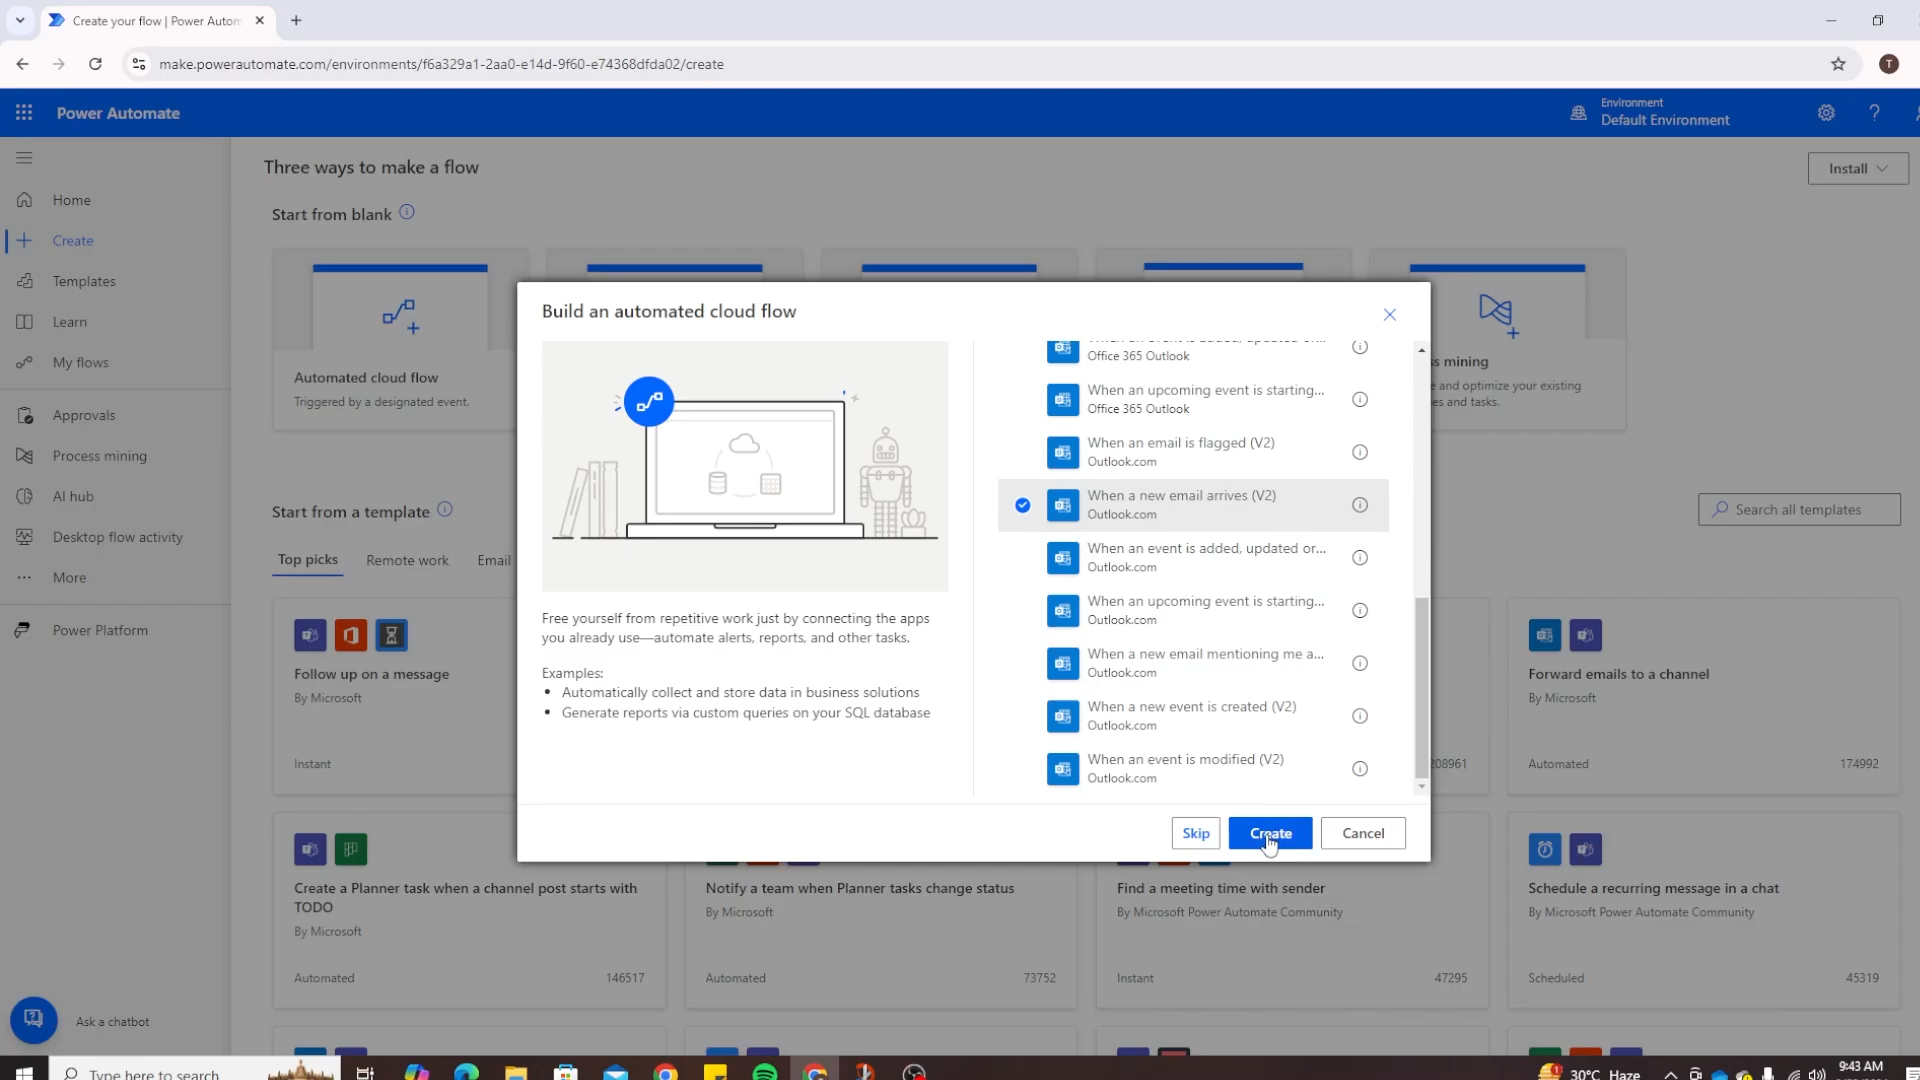 Create your flow | Power Autom
make.powerautomate.com/environments/f6a329a1-2aa0-e14d-9f60-e74368dfda02/create
T
Power Automate
Environment
Default Environment
Three ways to make a flow
Install
Home
Start from blank
Create
Templates
Learn
My flows
Approvals
Process mining
AI hub
Desktop flow activity
More
Power Platform
Ask a chatbot
Automated cloud flow
Triggered by a designated event.
ss mining
e and optimize your existing
es and tasks.
Start from a template
Search all templates
Top picks
Remote work
Email
Build an automated cloud flow
Free yourself from repetitive work just by connecting the apps
you already use—automate alerts, reports, and other tasks.
Examples:
• Automatically collect and store data in business solutions
• Generate reports via custom queries on your SQL database
When an event is added, updated or...
Office 365 Outlook
When an upcoming event is starting...
Office 365 Outlook
When an email is flagged (V2)
Outlook.com
When a new email arrives (V2)
Outlook.com
When an event is added, updated or...
Outlook.com
When an upcoming event is starting...
Outlook.com
When a new email mentioning me a...
Outlook.com
When a new event is created (V2)
Outlook.com
When an event is modified (V2)
Outlook.com
Skip
Create
Cancel
Follow up on a message
By Microsoft
Instant
208961
Forward emails to a channel
By Microsoft
Automated
174992
Create a Planner task when a channel post starts with
TODO
By Microsoft
Automated
146517
Notify a team when Planner tasks change status
By Microsoft
Automated
73752
Find a meeting time with sender
By Microsoft Power Automate Community
Instant
47295
Schedule a recurring message in a chat
By Microsoft Power Automate Community
Scheduled
45319
Type here to search
30°C Haze
9:43 AM